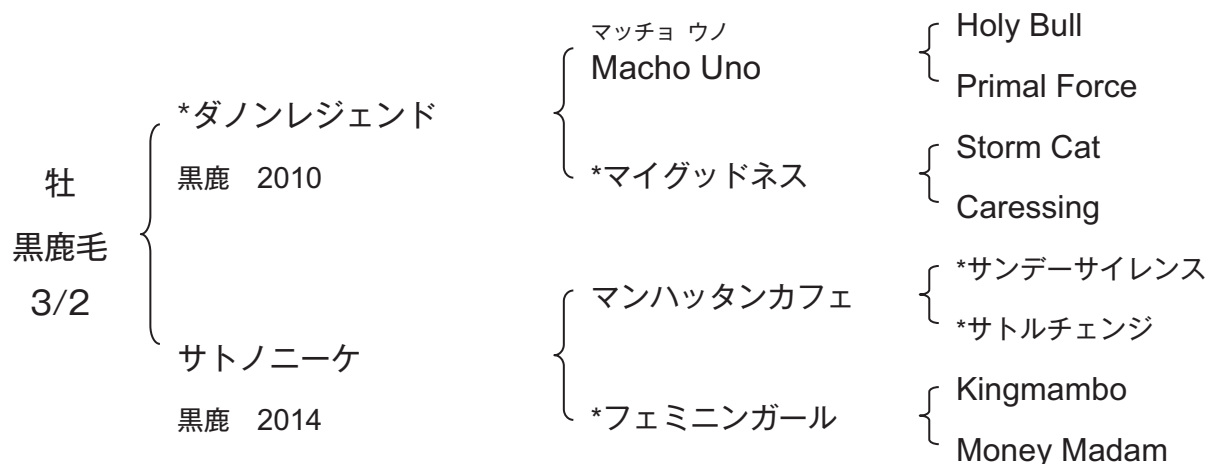 牡
黒鹿毛
3/2
*ダノンレジェンド
黒鹿 2010
サトノニーケ
黒鹿 2014
マッチョ ウノ
Macho Uno
*マイグッドネス
マンハッタンカフェ
*フェミニンガール
Holy Bull
Primal Force
Storm Cat
Caressing
*サンデーサイレンス
*サトルチェンジ
Kingmambo
Money Madam